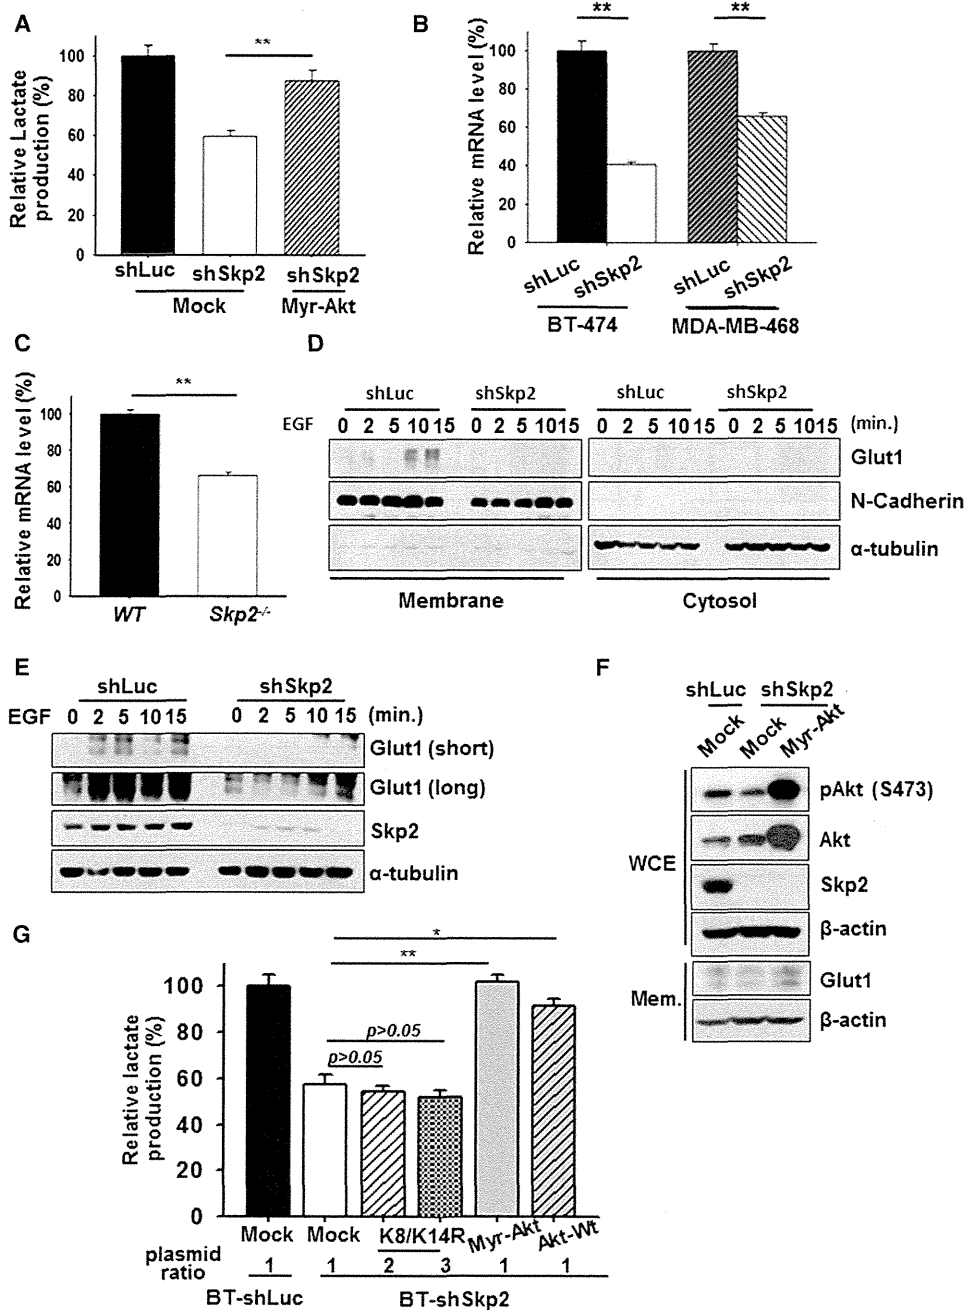 A
Relative Lactate production (%)
100
80
60
40
20
0
**
shLuc shSkp2 shSkp2
Mock Myr-Akt
B
Relative mRNA level (%)
100
80
60
40
20
0
** **
shLuc shSkp2 shLuc shSkp2
BT-474 MDA-MB-468
C
Relative mRNA level (%)
100
80
60
40
20
0
**
WT Skp2-/-
D
shLuc shSkp2 shLuc shSkp2
EGF 0 2 5 10 15 0 2 5 10 15 0 2 5 10 15 0 2 5 10 15 (min.)
Glut1
N-Cadherin
α-tubulin
Membrane Cytosol
E
shLuc shSkp2
EGF 0 2 5 10 15 0 2 5 10 15 (min.)
Glut1 (short)
Glut1 (long)
Skp2
α-tubulin
F
shLuc shSkp2
Mock Mock Myr-Akt
pAkt (S473)
Akt
WCE
Skp2
β-actin
Glut1
Mem.
β-actin
G
Relative lactate production (%)
100
80
60
40
20
0
*
**
p>0.05
p>0.05
Mock Mock K8/K14R Myr-Akt Akt-Wt
plasmid ratio 1 1 2 3 1 1
BT-shLuc BT-shSkp2